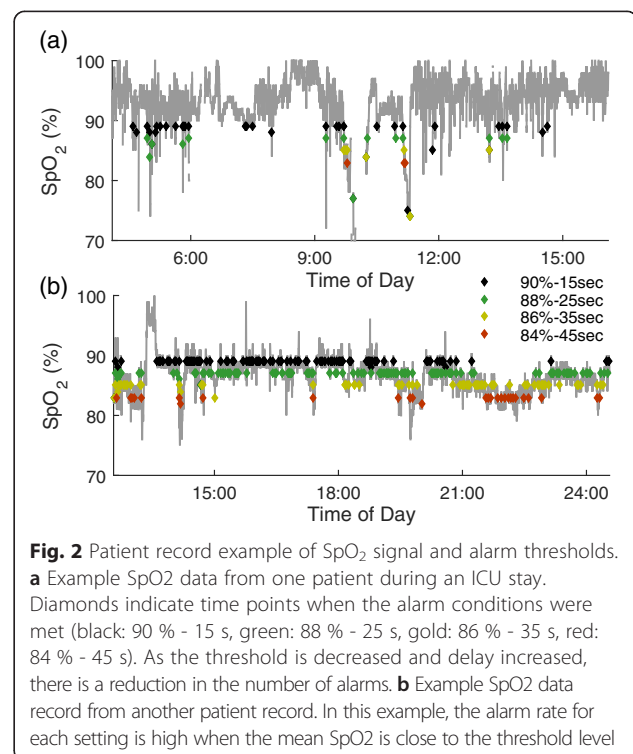 (a)
100
90
80
70
SpO2 (%)
6:00 9:00 12:00 15:00
Time of Day
(b)
90%-15sec
88%-25sec
86%-35sec
84%-45sec
100
90
80
70
SpO2 (%)
15:00 18:00 21:00 24:00
Time of Day
Fig. 2 Patient record example of SpO2 signal and alarm thresholds.
a Example SpO2 data from one patient during an ICU stay.
Diamonds indicate time points when the alarm conditions were
met (black: 90 % - 15 s, green: 88 % - 25 s, gold: 86 % - 35 s, red:
84 % - 45 s). As the threshold is decreased and delay increased,
there is a reduction in the number of alarms. b Example SpO2 data
record from another patient record. In this example, the alarm rate for
each setting is high when the mean SpO2 is close to the threshold level